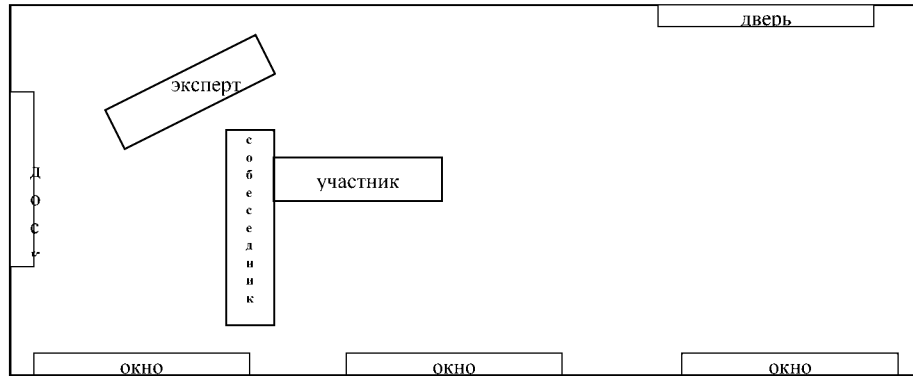 дверь
эксперт
собеседник
участник
дос
окно
окно
окно